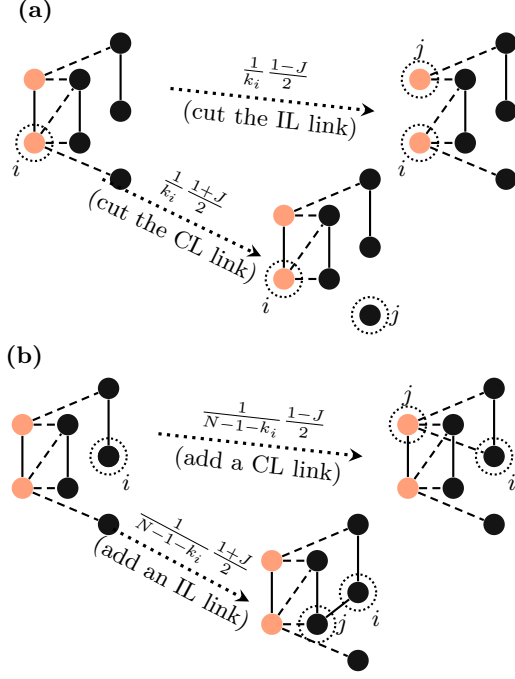 (a)
j
1/k_i 1−J/2
(cut the IL link)
i
i
1/k_i 1+J/2
(cut the CL link)
i
j
(b)
j
1/N−1−k_i 1−J/2
(add a CL link)
i
i
1/N−1−k_i 1+J/2
(add an IL link)
j
i